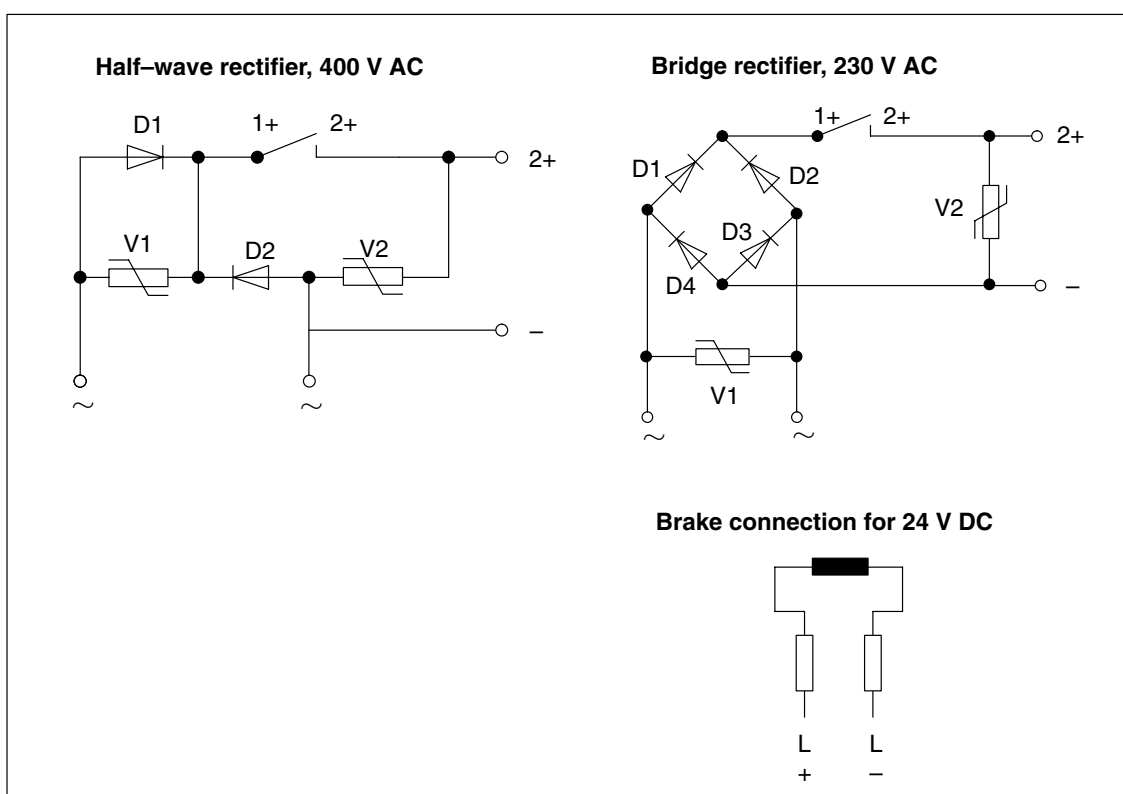 Half–wave rectifier, 400 V AC
D1
1+ 2+
2+
V1
D2
V2
–
~
~
Bridge rectifier, 230 V AC
1+ 2+
2+
D1
D2
V2
D3
D4
–
V1
~
~
Brake connection for 24 V DC
L L
+ –